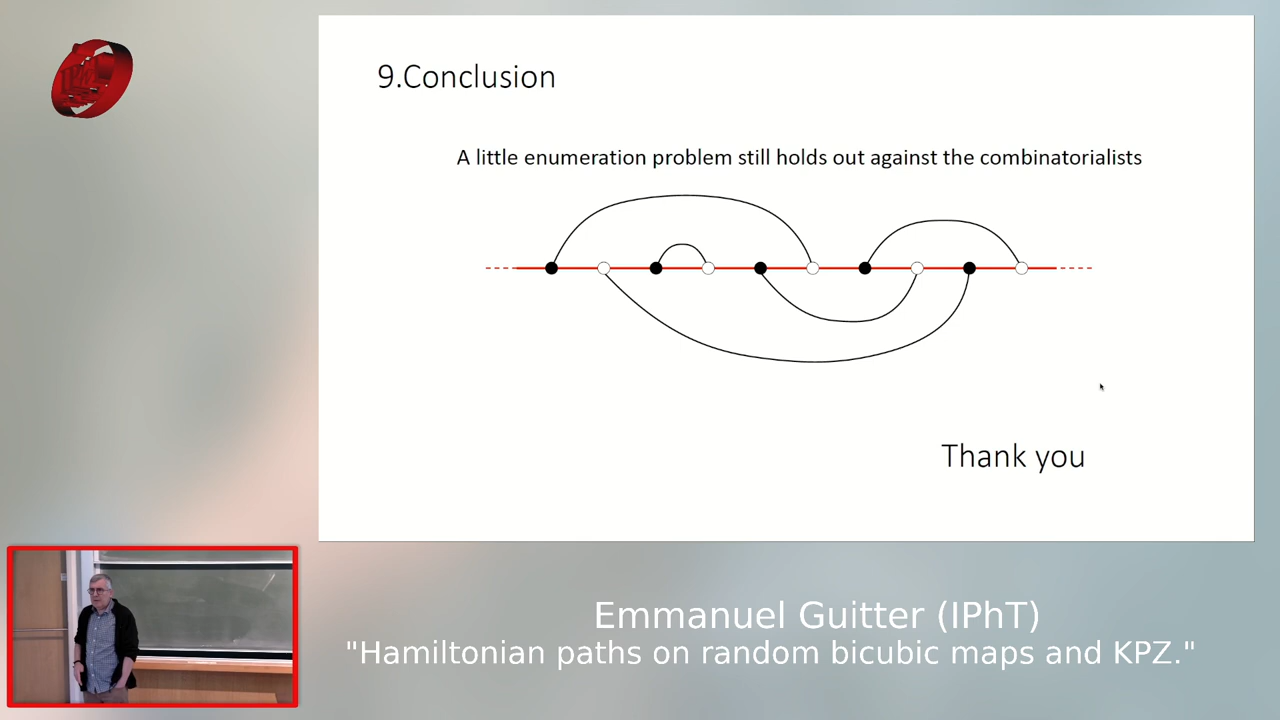 9.Conclusion
A little enumeration problem still holds out against the combinatorialists
Thank you
Emmanuel Guitter (IPhT)
"Hamiltonian paths on random bicubic maps and KPZ."